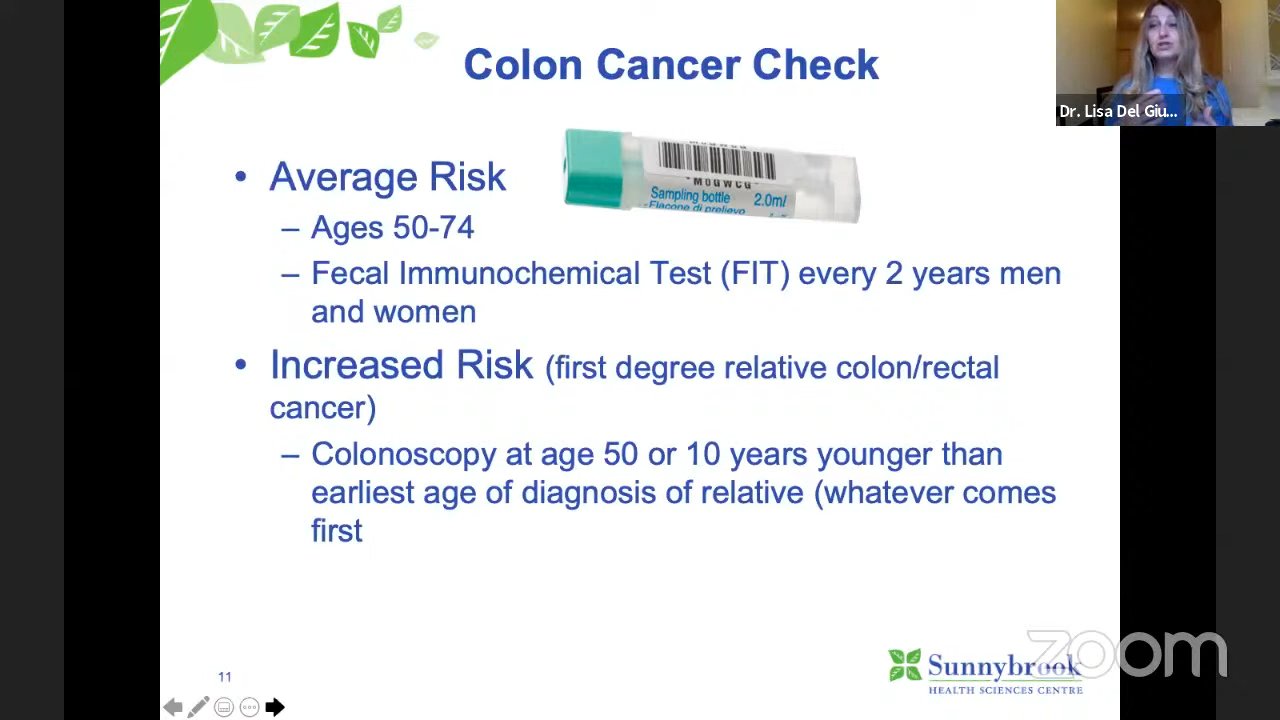 Colon Cancer Check
Dr. Lisa Del Giu...
• Average Risk
Sampling bottle 2.0ml
Flacone di prelievo
– Ages 50-74
– Fecal Immunochemical Test (FIT) every 2 years men
and women
• Increased Risk (first degree relative colon/rectal
cancer)
– Colonoscopy at age 50 or 10 years younger than
earliest age of diagnosis of relative (whatever comes
first
zoom
Sunnybrook
HEALTH SCIENCES CENTRE
11